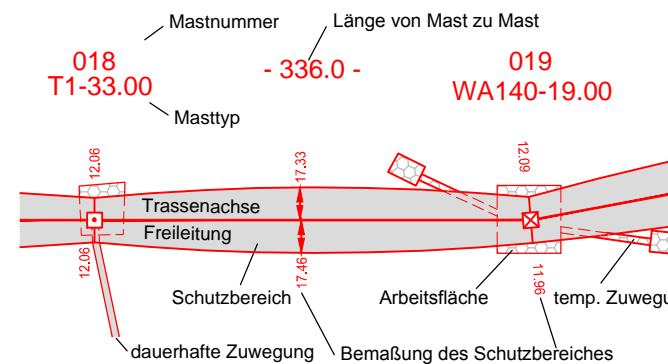 Mastnummer
Länge von Mast zu Mast
018
- 336.0 -
019
T1-33.00
WA140-19.00
Masttyp
12.06
17.33
12.09
Trassenachse
Freileitung
12.06
17.46
11.96
Schutzbereich
Arbeitsfläche
temp. Zuwegu
dauerhafte Zuwegung
Bemaßung des Schutzbereiches